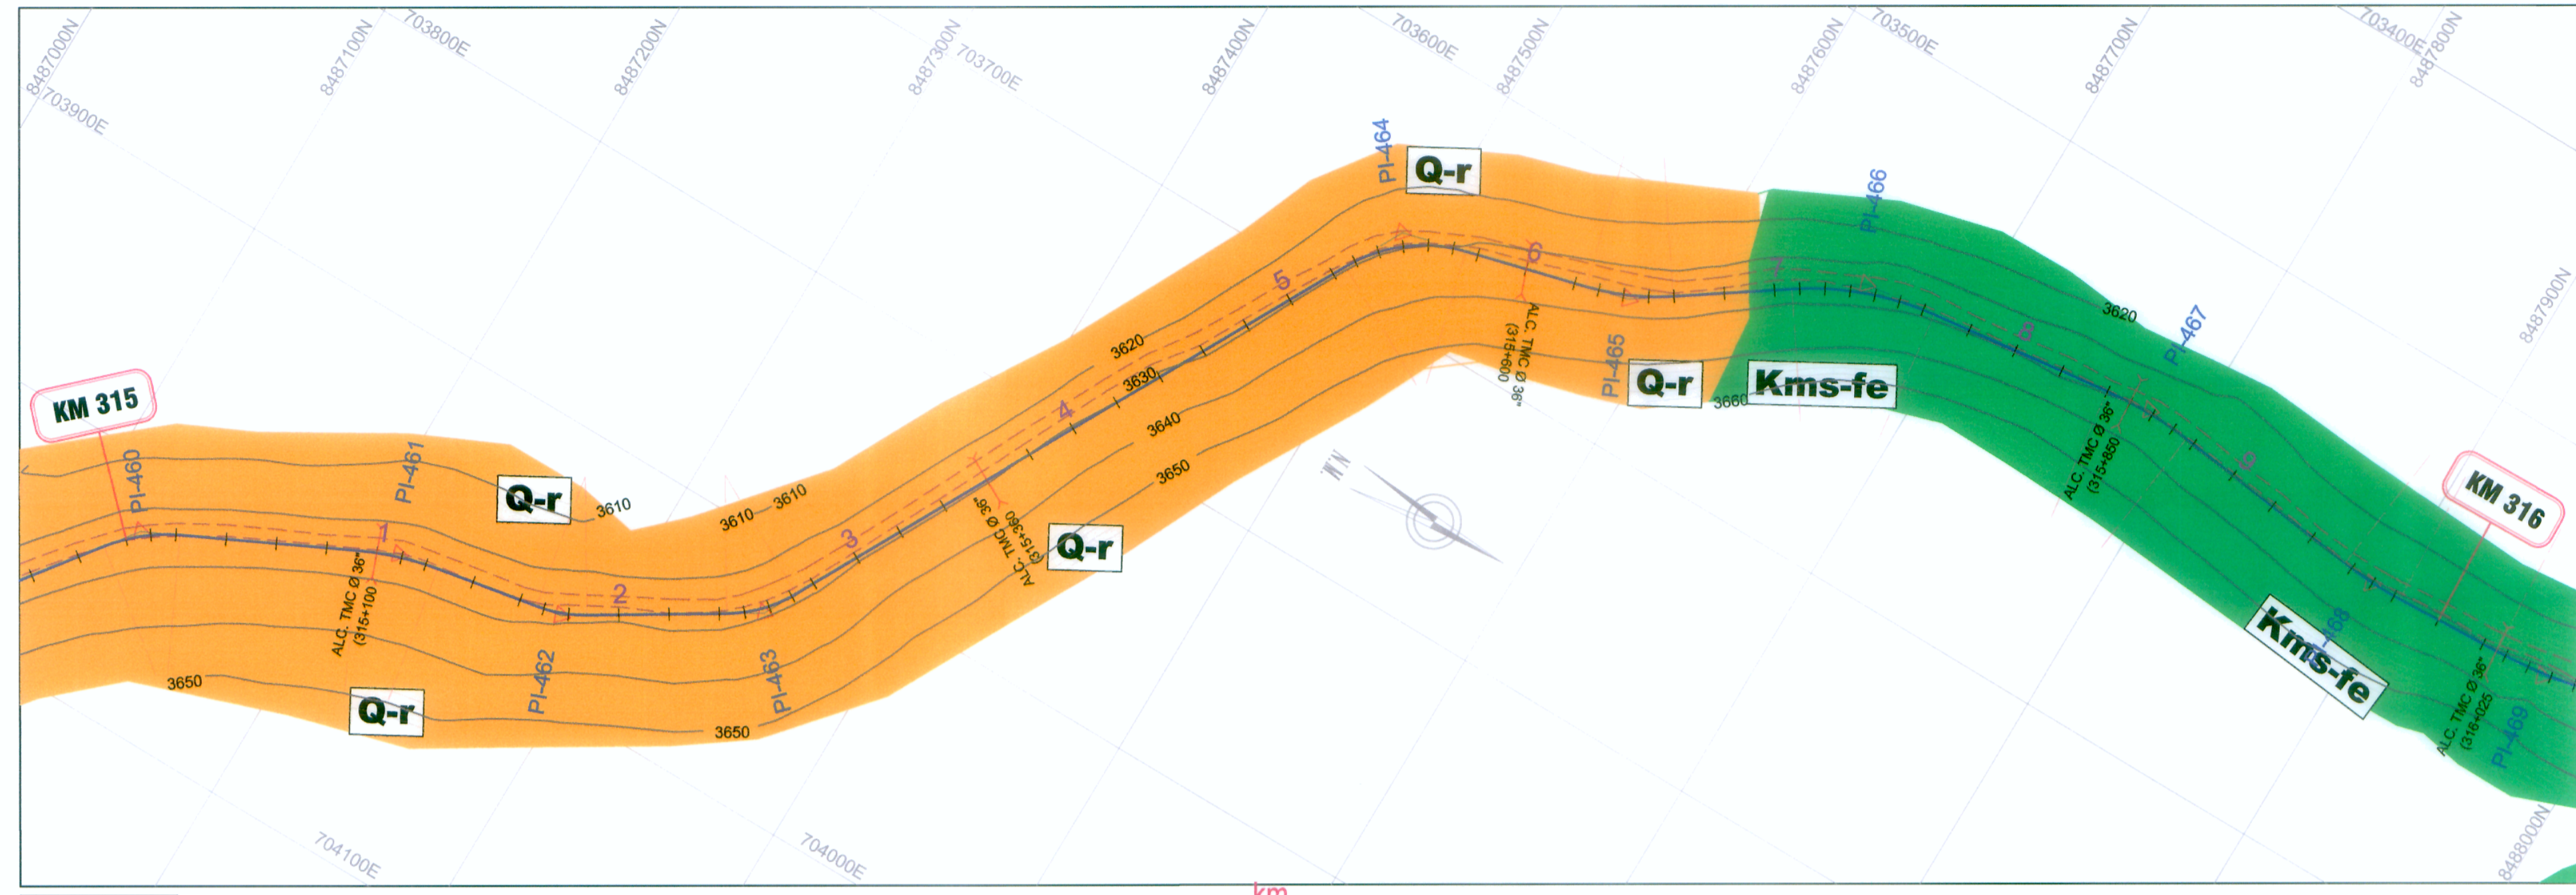 8487000N
8487100N
703800E
8487200N
8487300N
703700E
8487400N
703600E
8487500N
8487600N
703500E
8487700N
703400E
8487800N
703900E
PI-464
Q-r
PI-466
6
7
5
8487900N
3620
PI-467
8
3620
3630
ALC. TMC Ø 36"
(315+600
PI-465
Q-r
Kms-fe
3660
KM 315
4
3640
PI-460
PI-461
3650
ALC. TMC Ø 36"
(315+850
9
KM 316
Q-r
3610
3610
3610
N.M.
1
3
ALC. TMC Ø 36"
(315+360
Q-r
2
ALC. TMC Ø 36"
(315+100
Kms-fe
PI-468
3650
PI-462
PI-463
Q-r
3650
ALC. TMC Ø 36"
(316+025
PI-469
704100E
704000E
8488000N
km